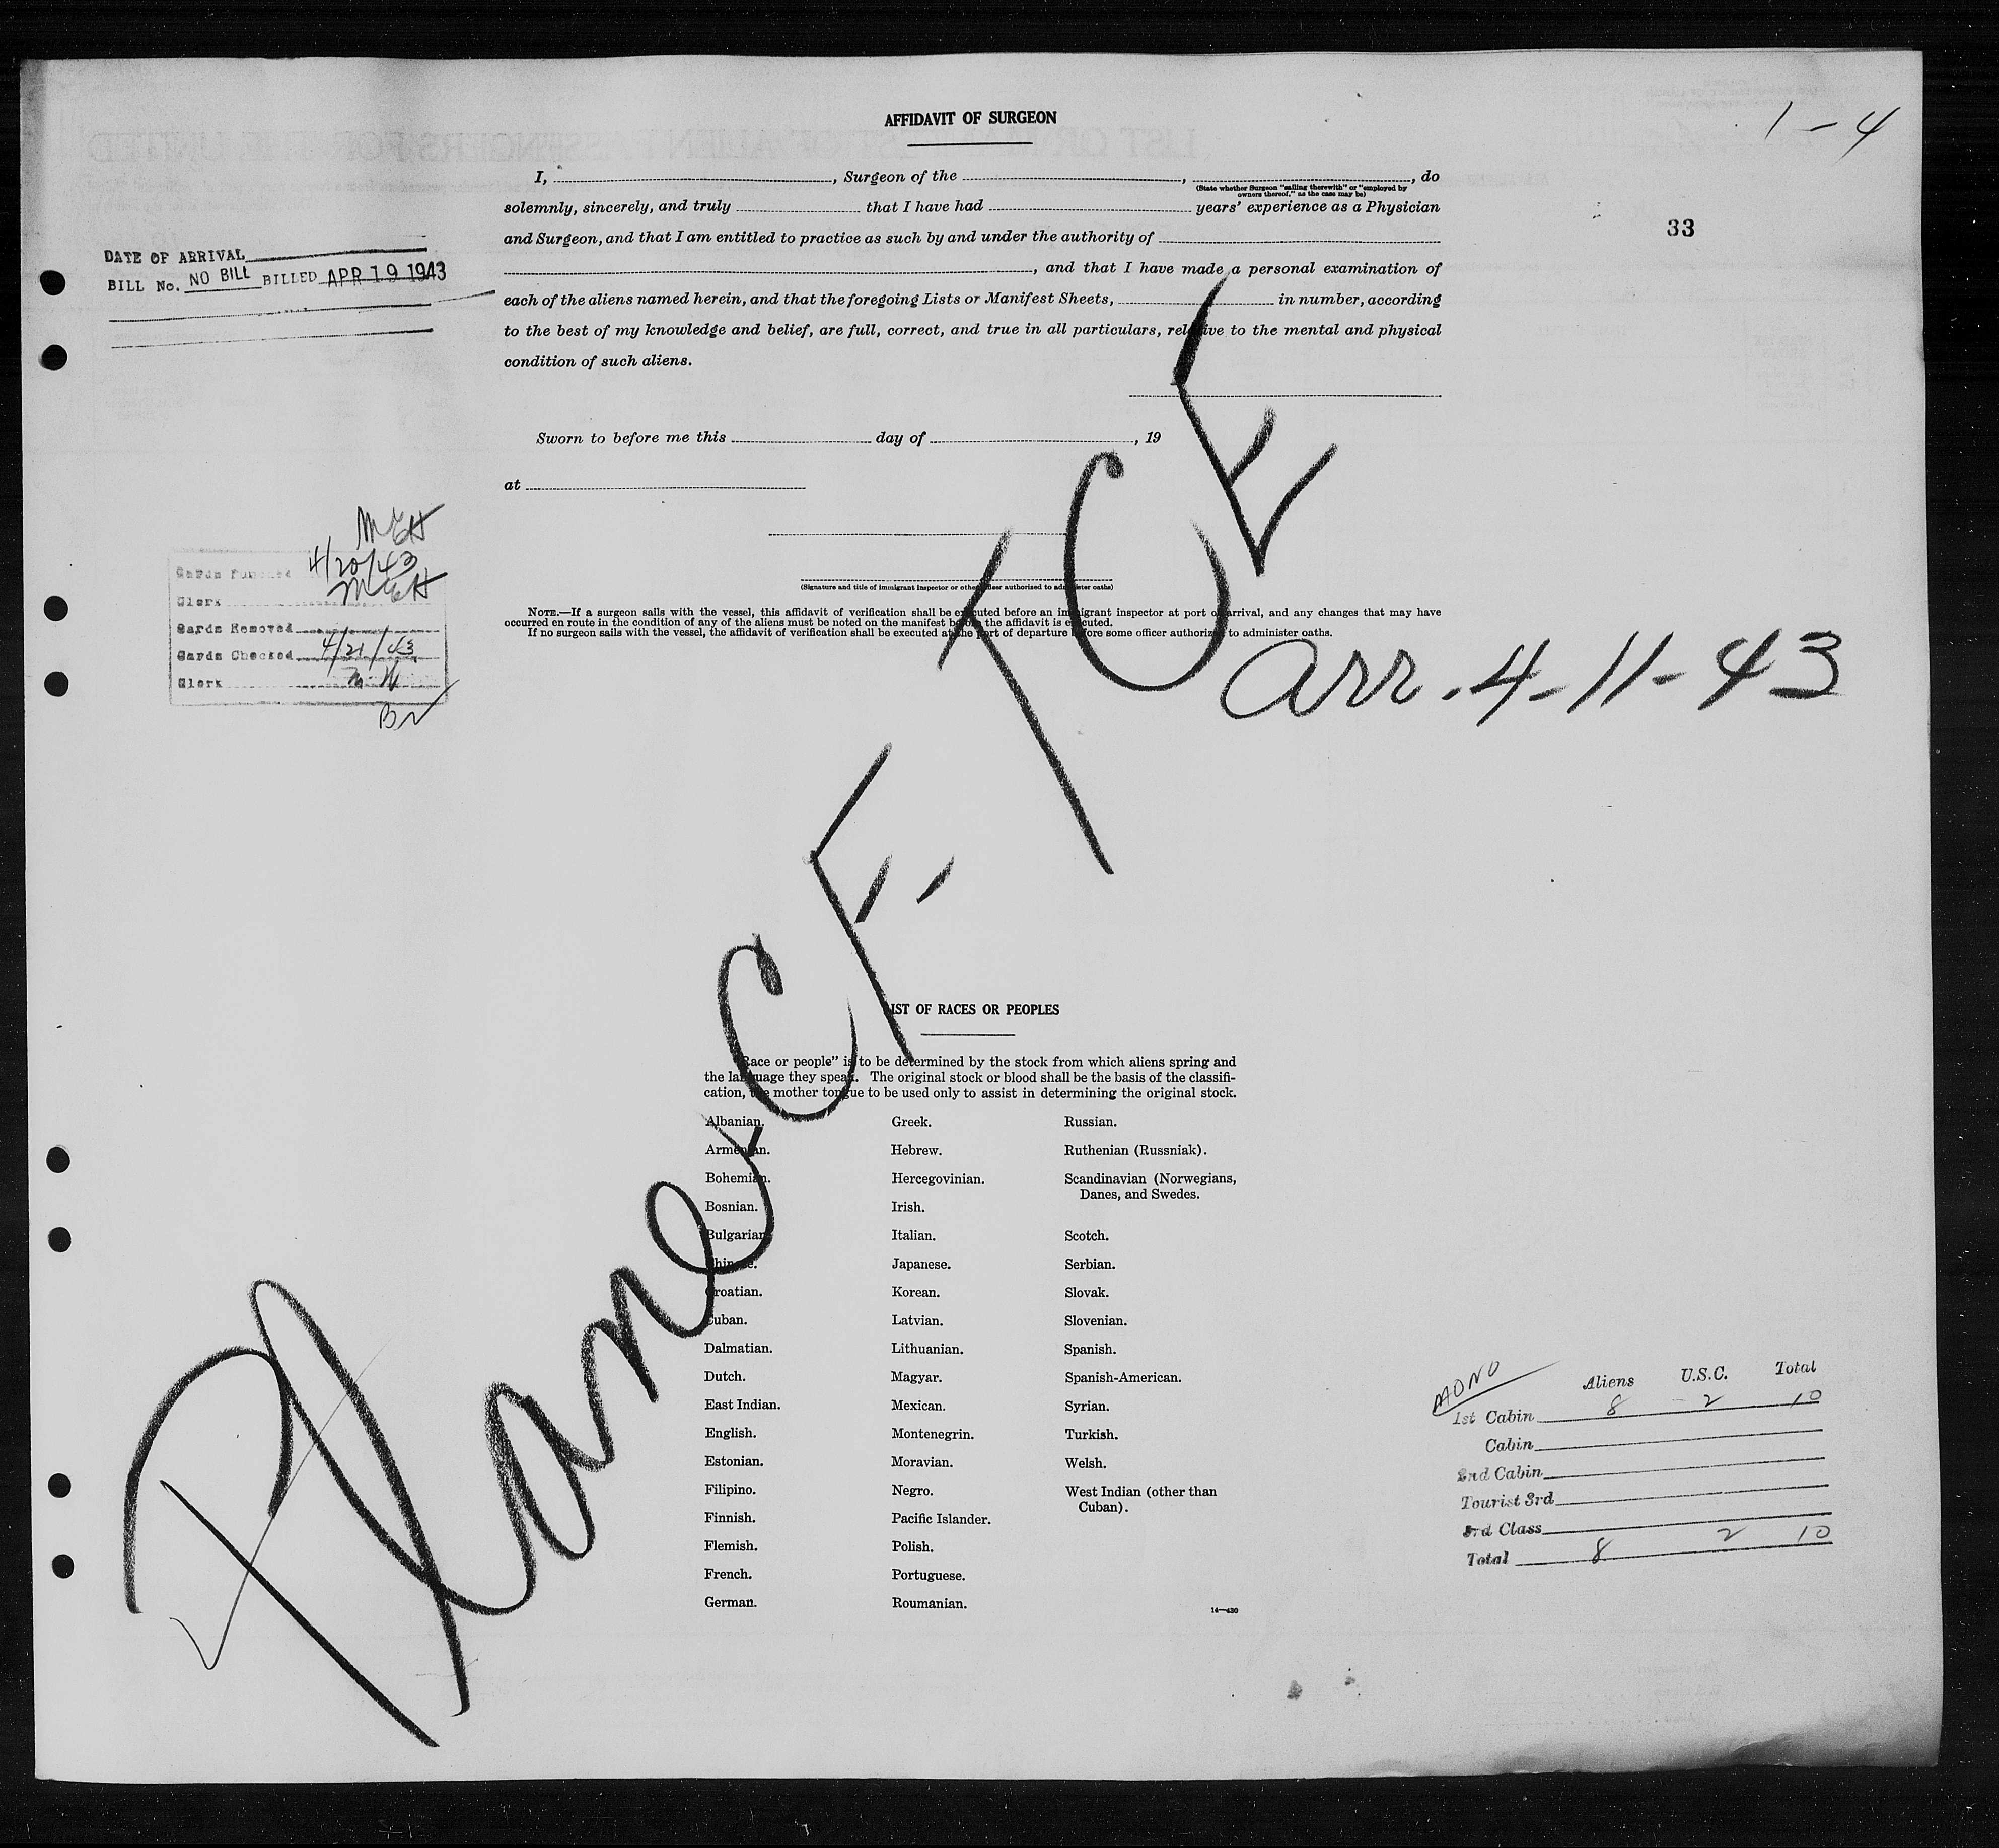 AFFIDAVIT OF SURGEON
1-4
I, , Surgeon of the , , do
(State whether Surgeon "sailing therewith" or "employed by
owners thereof," as the case may be)
solemnly, sincerely, and truly that I have had years' experience as a Physician
33
and Surgeon, and that I am entitled to practice as such by and under the authority of
, and that I have made a personal examination of
each of the aliens named herein, and that the foregoing Lists or Manifest Sheets, in number, according
to the best of my knowledge and belief, are full, correct, and true in all particulars, relative to the mental and physical
condition of such aliens.
DATE OF ARRIVAL
BILL No. NO BILL BILLED APR 19 1943
Sworn to before me this day of , 19
at
(Signature and title of immigrant inspector or other officer authorized to administer oaths)
NOTE.—If a surgeon sails with the vessel, this affidavit of verification shall be executed before an immigrant inspector at port of arrival, and any changes that may have
occurred en route in the condition of any of the aliens must be noted on the manifest before the affidavit is executed.
If no surgeon sails with the vessel, the affidavit of verification shall be executed at the port of departure before some officer authorized to administer oaths.
MEH
Cards Punched 4/20/43
Clerk MEH
Cards Removed
Cards Checked 4/21/43
Clerk
Plane-CF-TCE
arr. 4-11-43
LIST OF RACES OR PEOPLES
"Race or people" is to be determined by the stock from which aliens spring and
the language they speak. The original stock or blood shall be the basis of the classifi-
cation, the mother tongue to be used only to assist in determining the original stock.
Albanian.
Armenian.
Bohemian.
Bosnian.
Bulgarian.
Chinese.
Croatian.
Cuban.
Dalmatian.
Dutch.
East Indian.
English.
Estonian.
Filipino.
Finnish.
Flemish.
French.
German.
Greek.
Hebrew.
Hercegovinian.
Irish.
Italian.
Japanese.
Korean.
Latvian.
Lithuanian.
Magyar.
Mexican.
Montenegrin.
Moravian.
Negro.
Pacific Islander.
Polish.
Portuguese.
Roumanian.
Russian.
Ruthenian (Russniak).
Scandinavian (Norwegians,
Danes, and Swedes.
Scotch.
Serbian.
Slovak.
Slovenian.
Spanish.
Spanish-American.
Syrian.
Turkish.
Welsh.
West Indian (other than
Cuban).
14—430
Aliens U.S.C. Total
1st Cabin 8 - 2 10
Cabin
2nd Cabin
Tourist 3rd
3rd Class
Total 8 2 10